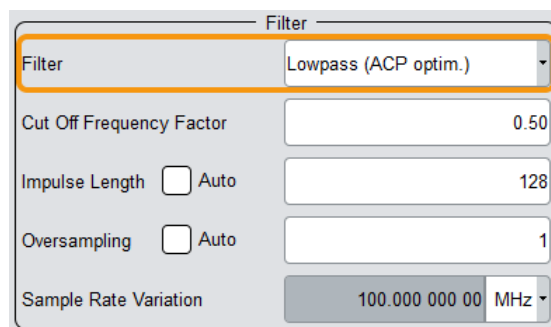 Filter
Filter Lowpass (ACP optim.)
Cut Off Frequency Factor 0.50
Impulse Length Auto 128
Oversampling Auto 1
Sample Rate Variation 100.000 000 00 MHz